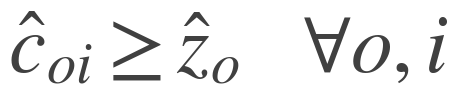 ĉ_{oi} ≥ ẑ_o ∀o, i